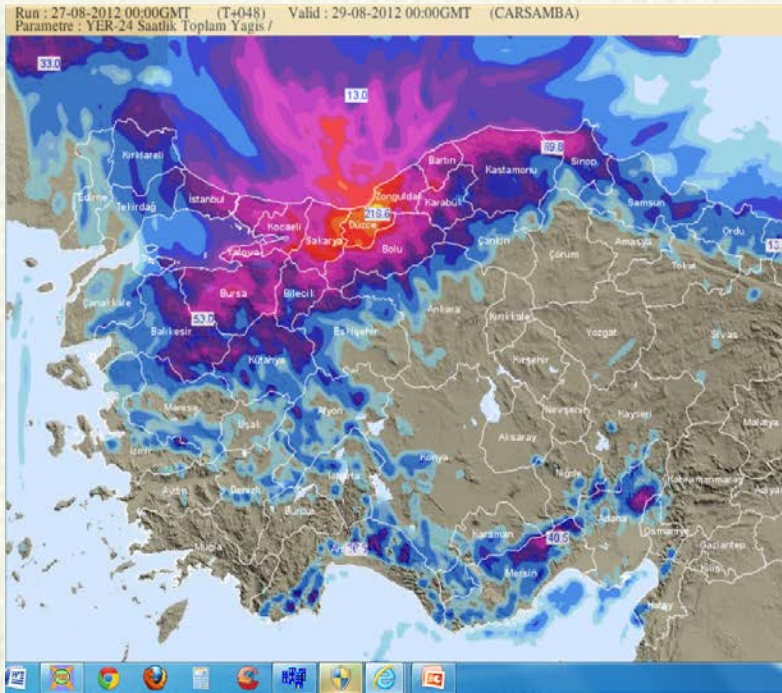 Run : 27-08-2012 00:00GMT (T+048) Valid : 29-08-2012 00:00GMT (CARSAMBA)
Parametre : YER-24 Saatlik Toplam Yagis /
33.0
13.0
Kırklareli
Edirne
Tekirdağ
İstanbul
Kocaeli
Yalova
Sakarya
Düzce
219.6
Zonguldak
Bartın
Karabük
Kastamonu
69.8
Sinop
Samsun
Ordu
13
Bolu
Çankırı
Çorum
Amasya
Tokat
Çanakkale
Balıkesir
53.0
Bursa
Bilecik
Eskişehir
Ankara
Kırıkkale
Yozgat
Sivas
Kütahya
Kırşehir
Manisa
Uşak
Afyon
Nevşehir
Kayseri
Malatya
İzmir
Konya
Aksaray
Niğde
Kahramanmaraş
Aydın
Denizli
Isparta
Burdur
Adana
Osmaniye
Gaziantep
Kilis
Muğla
Karaman
40.5
Mersin
Hatay